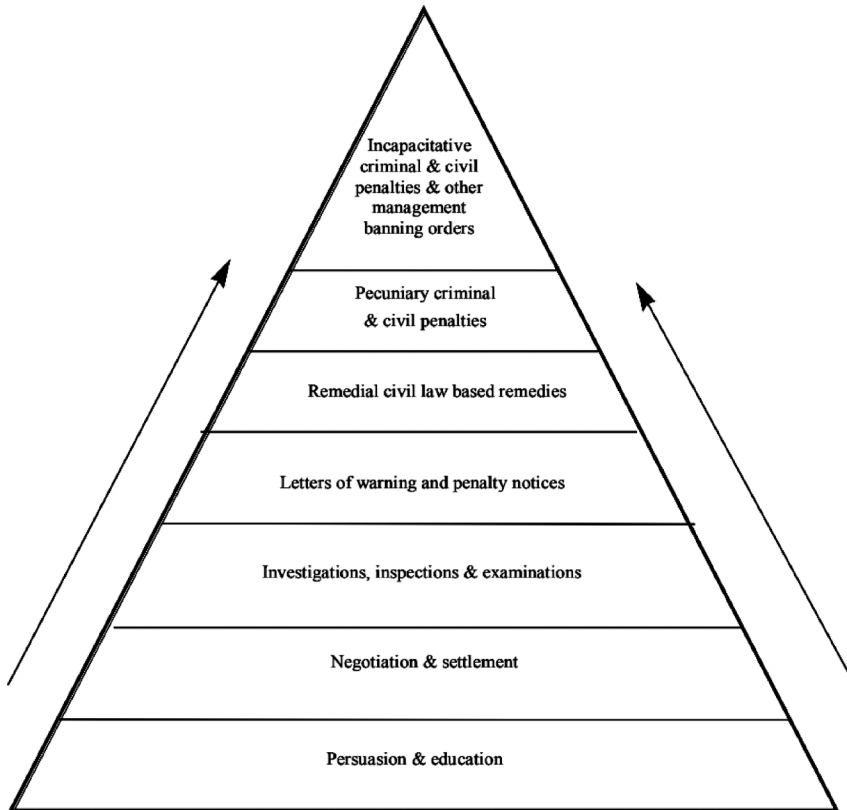 Incapacitative
criminal & civil
penalties & other
management
banning orders
Pecuniary criminal
& civil penalties
Remedial civil law based remedies
Letters of warning and penalty notices
Investigations, inspections & examinations
Negotiation & settlement
Persuasion & education